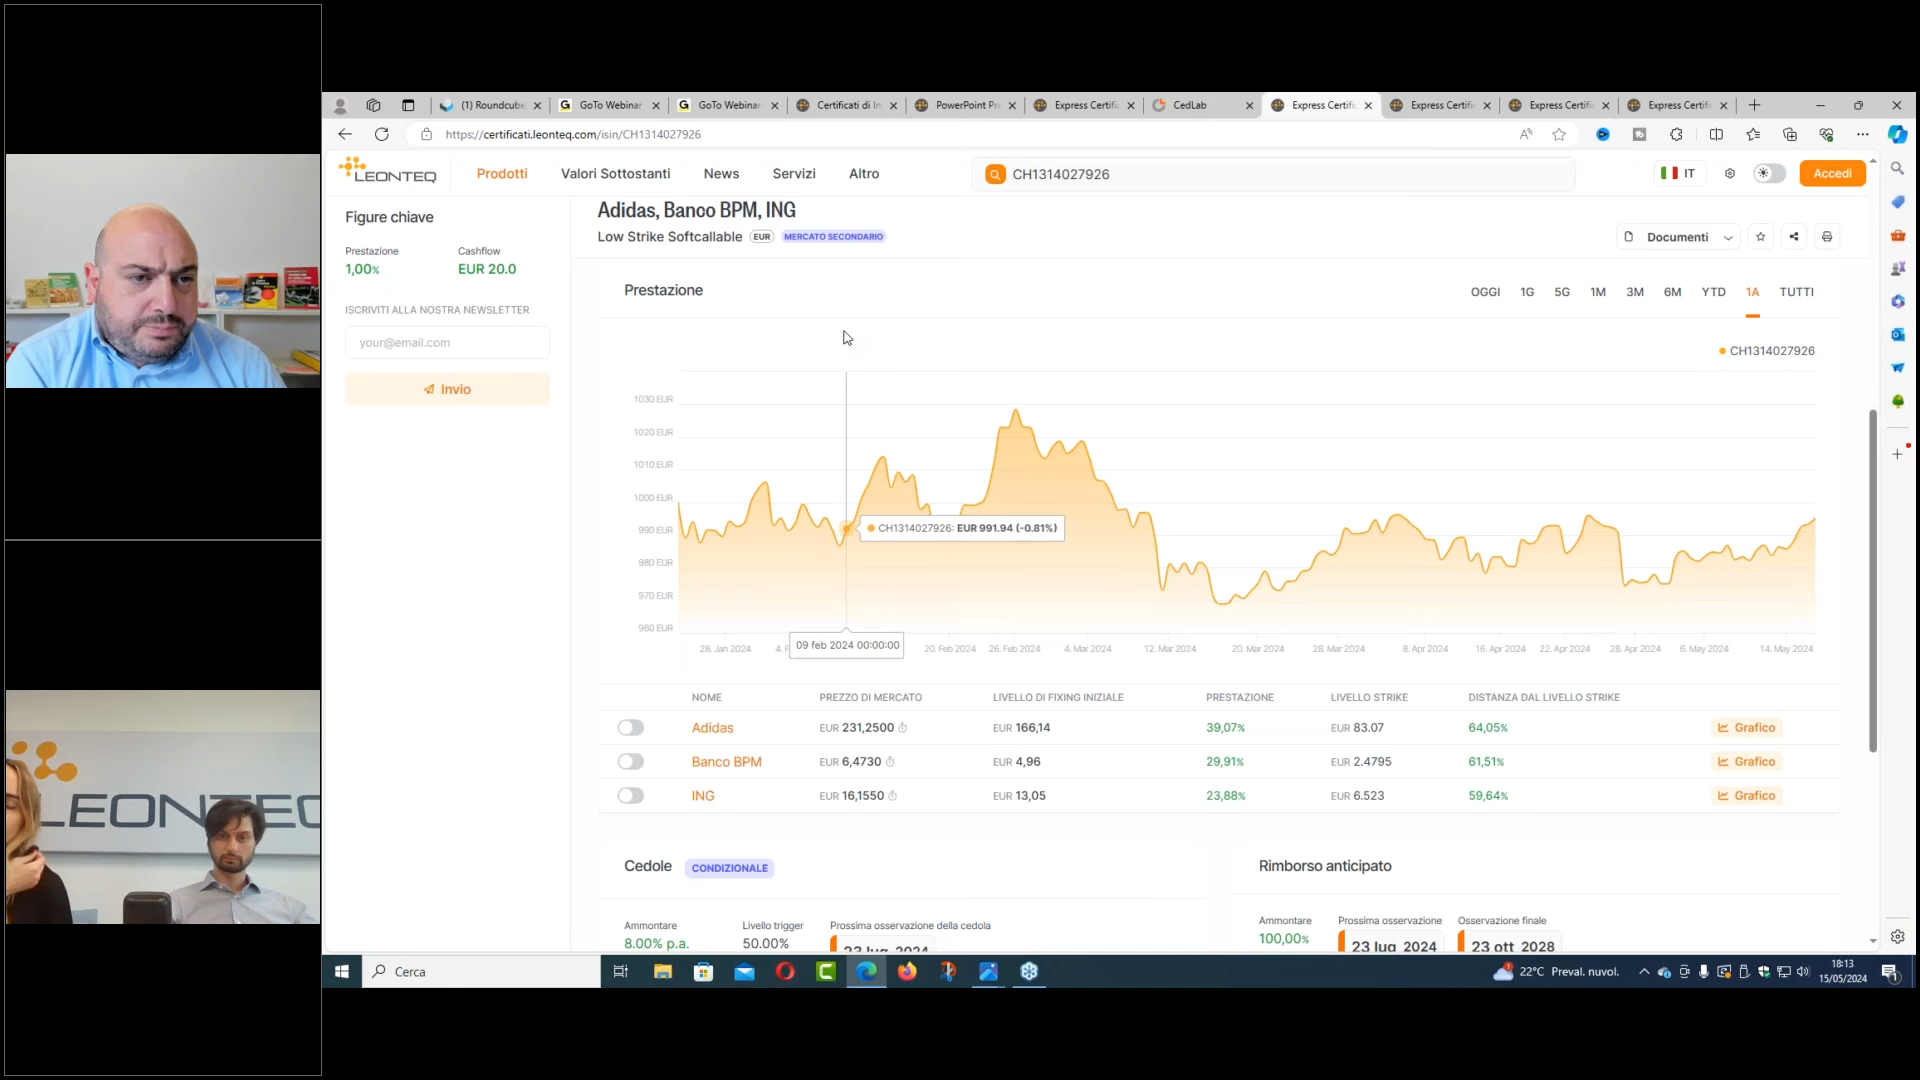 (1) Roundcube
GoTo Webinar
GoTo Webinar
Certificati di In
PowerPoint Pr
Express Certific
CedLab
Express Certific
Express Certific
Express Certific
Express Certific
https://certificati.leonteq.com/isin/CH1314027926
LEONTEQ
Prodotti
Valori Sottostanti
News
Servizi
Altro
CH1314027926
IT
Accedi
Figure chiave
Prestazione
Cashflow
1,00%
EUR 20.0
ISCRIVITI ALLA NOSTRA NEWSLETTER
your@email.com
Invio
Adidas, Banco BPM, ING
Low Strike Softcallable EUR MERCATO SECONDARIO
Documenti
Prestazione
OGGI 1G 5G 1M 3M 6M YTD 1A TUTTI
CH1314027926
1030 EUR
1020 EUR
1010 EUR
1000 EUR
990 EUR
980 EUR
970 EUR
960 EUR
CH1314027926: EUR 991.94 (-0.81%)
09 feb 2024 00:00:00
28. Jan 2024
20. Feb 2024
26. Feb 2024
4. Mar 2024
12. Mar 2024
20. Mar 2024
28. Mar 2024
8. Apr 2024
16. Apr 2024
22. Apr 2024
28. Apr 2024
6. May 2024
14. May 2024
NOME PREZZO DI MERCATO LIVELLO DI FIXING INIZIALE PRESTAZIONE LIVELLO STRIKE DISTANZA DAL LIVELLO STRIKE
Adidas EUR 231,2500 EUR 166,14 39,07% EUR 83.07 64,05% Grafico
Banco BPM EUR 6,4730 EUR 4,96 29,91% EUR 2.4795 61,51% Grafico
ING EUR 16,1550 EUR 13,05 23,88% EUR 6.523 59,64% Grafico
Cedole CONDIZIONALE
Ammontare Livello trigger Prossima osservazione della cedola
8.00% p.a. 50.00% 23 lug 2024
Rimborso anticipato
Ammontare Prossima osservazione Osservazione finale
100,00% 23 lug 2024 23 ott 2028
Cerca
22°C Preval. nuvol.
18:13
15/05/2024
LEONTEQ